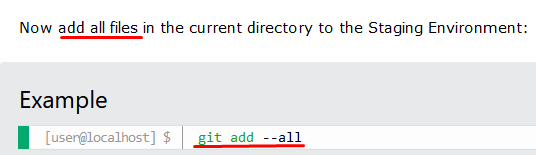 Now add all files in the current directory to the Staging Environment:
Example
[user@localhost] $ git add --all